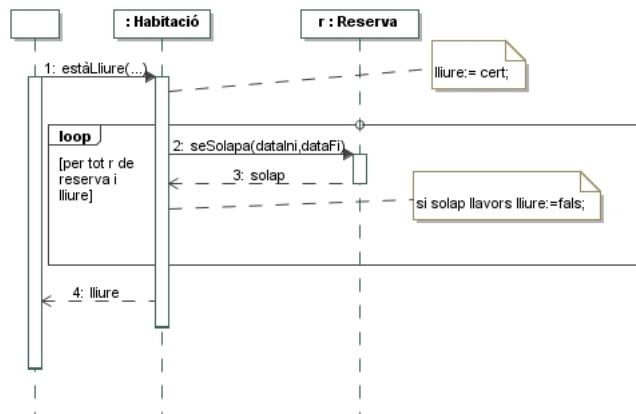 : Habitació
r : Reserva
1: estàLliure(...)
lliure:= cert;
loop
2: seSolapa(dataIni,dataFi)
[per tot r de
reserva i
lliure]
3: solap
si solap llavors lliure:=fals;
4: lliure